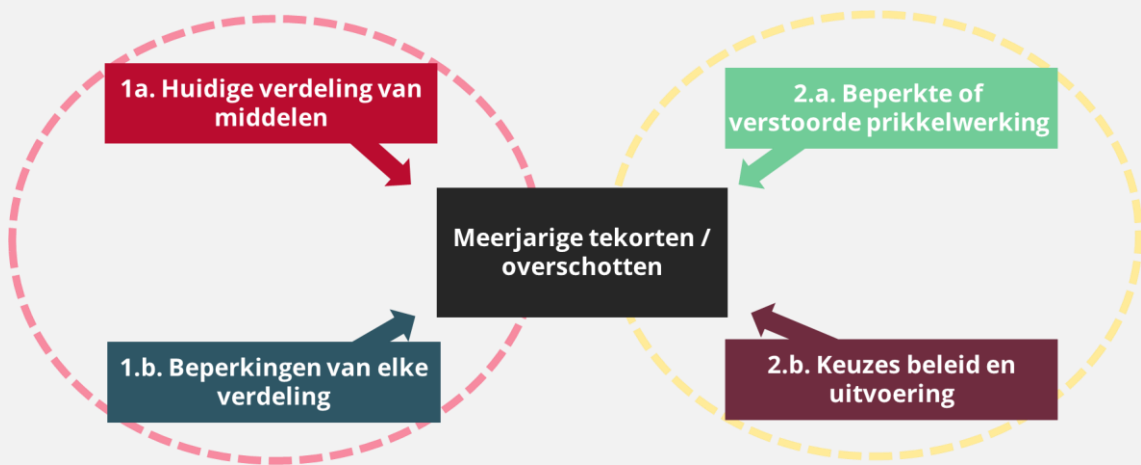 1a. Huidige verdeling van
middelen
2.a. Beperkte of
verstoorde prikkelwerking
Meerjarige tekorten /
overschotten
1.b. Beperkingen van elke
verdeling
2.b. Keuzes beleid en
uitvoering